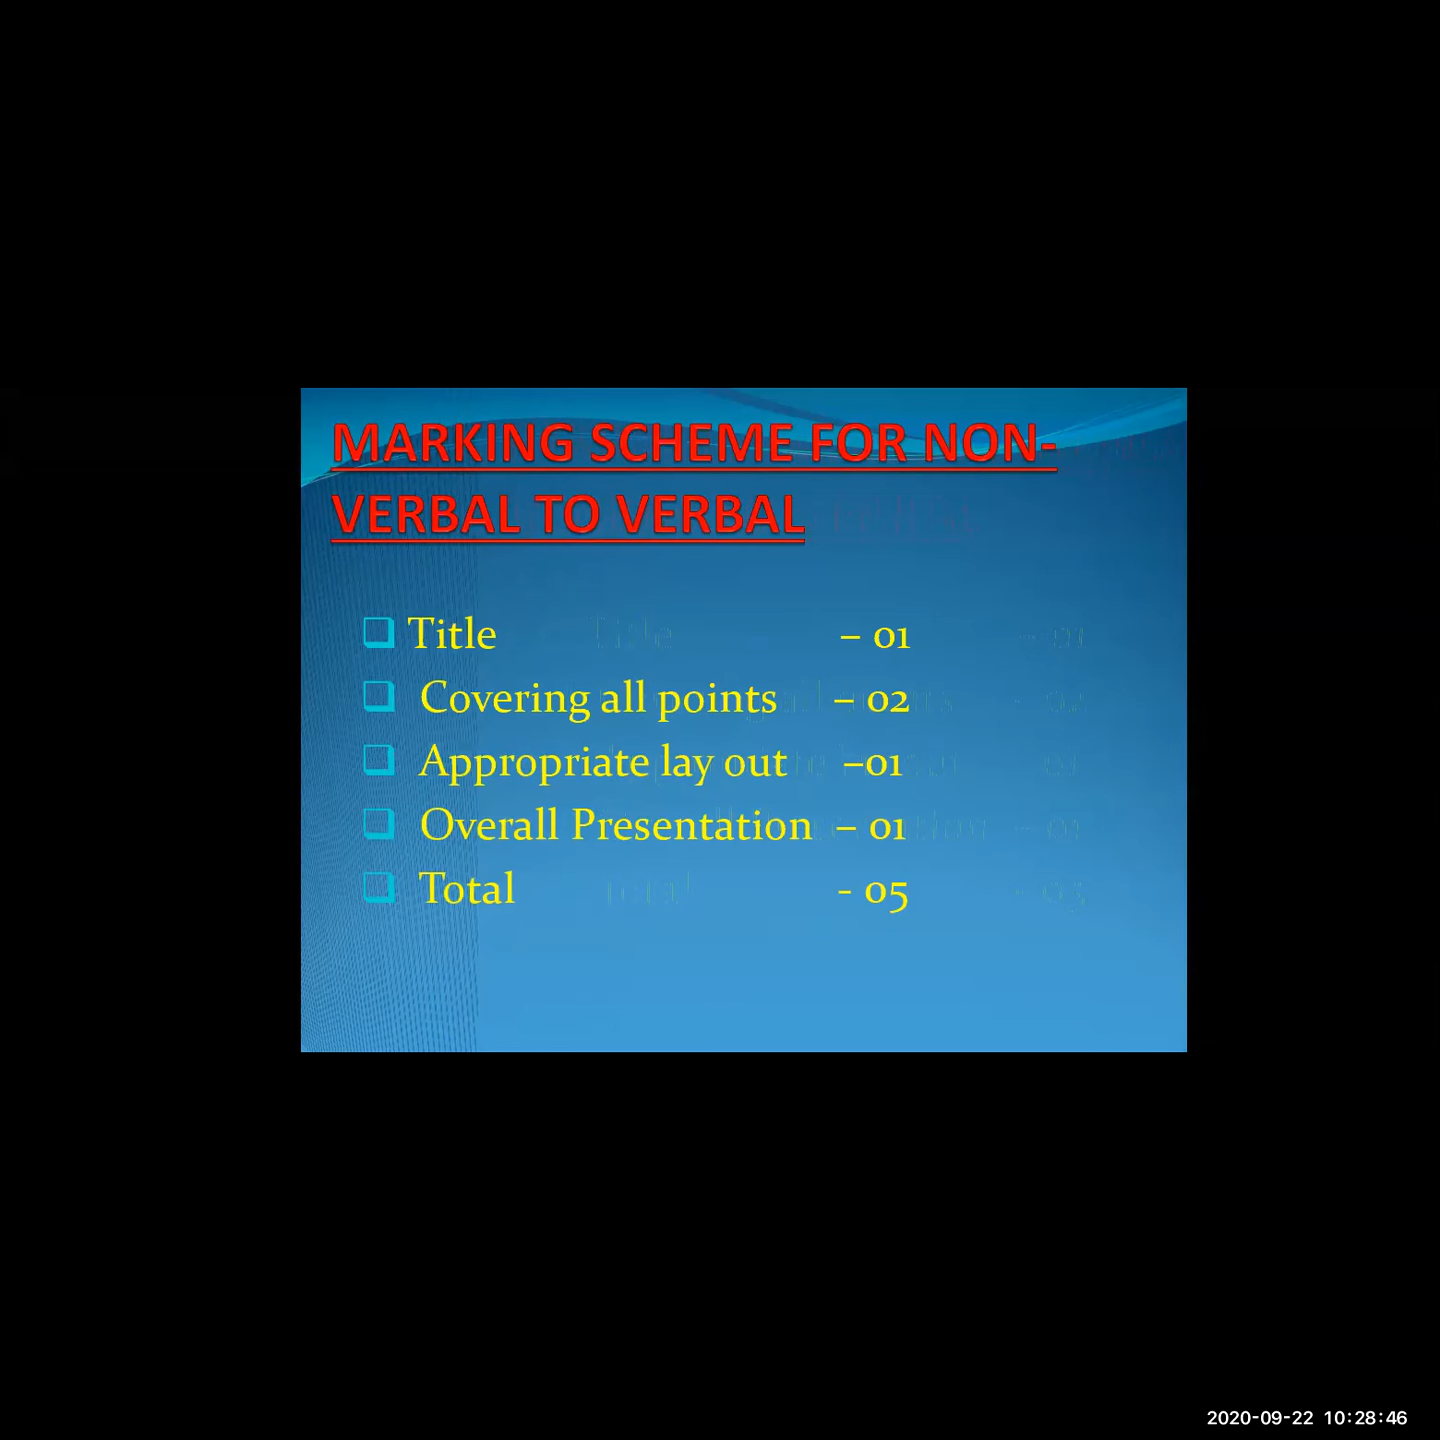 MARKING SCHEME FOR NON-
VERBAL TO VERBAL
Title – 01
Covering all points – 02
Appropriate lay out –01
Overall Presentation – 01
Total - 05
2020-09-22 10:28:46